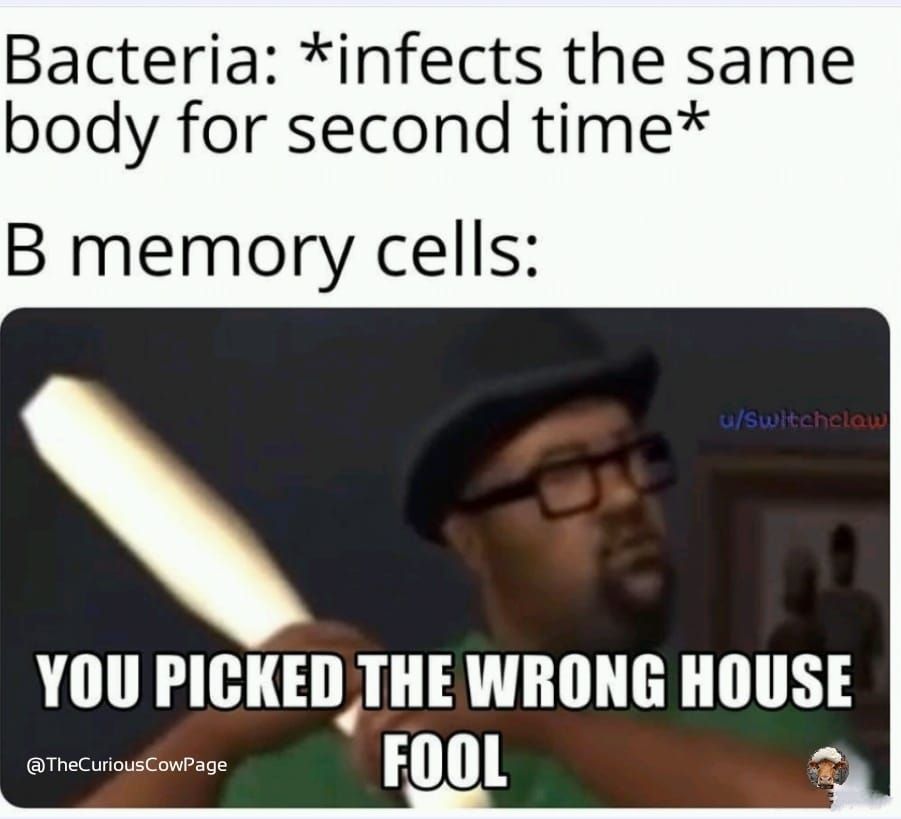 Bacteria: *infects the same
body for second time*
B memory cells:
u/Switchclaw
YOU PICKED THE WRONG HOUSE
FOOL
@TheCuriousCowPage